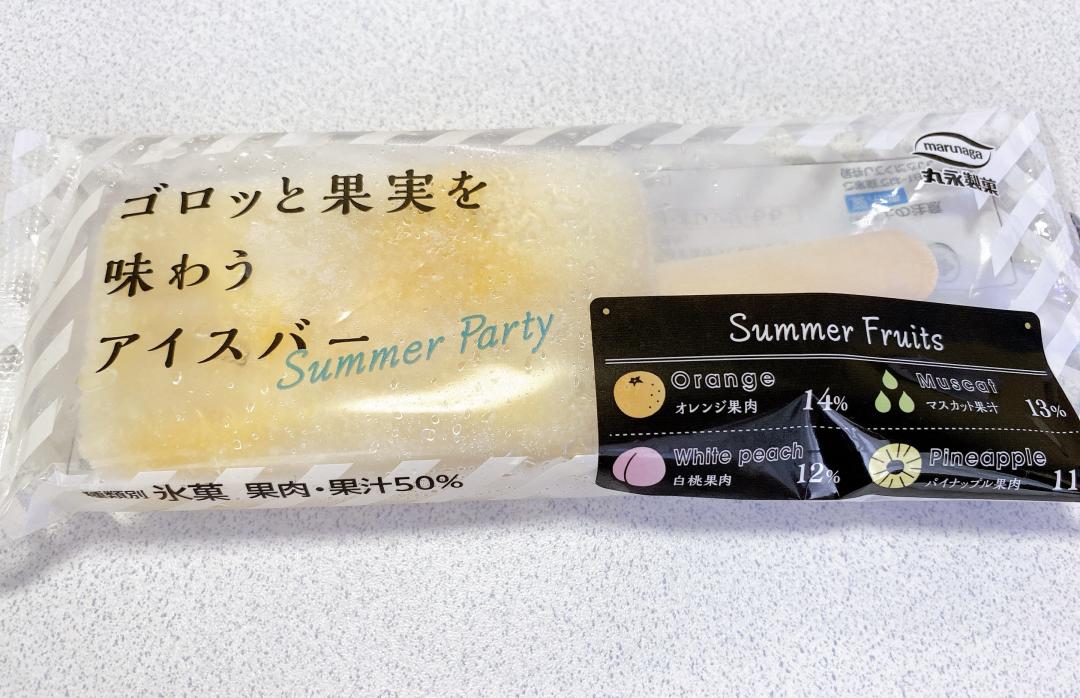 ゴロッと果実を
味わう
アイスバー
Summer Party
種類別 氷菓 果肉・果汁50%
marunaga
丸永製菓
Summer Fruits
Orange
オレンジ果肉 14%
Muscat
マスカット果汁 13%
White peach
白桃果肉 12%
Pineapple
パイナップル果肉 11